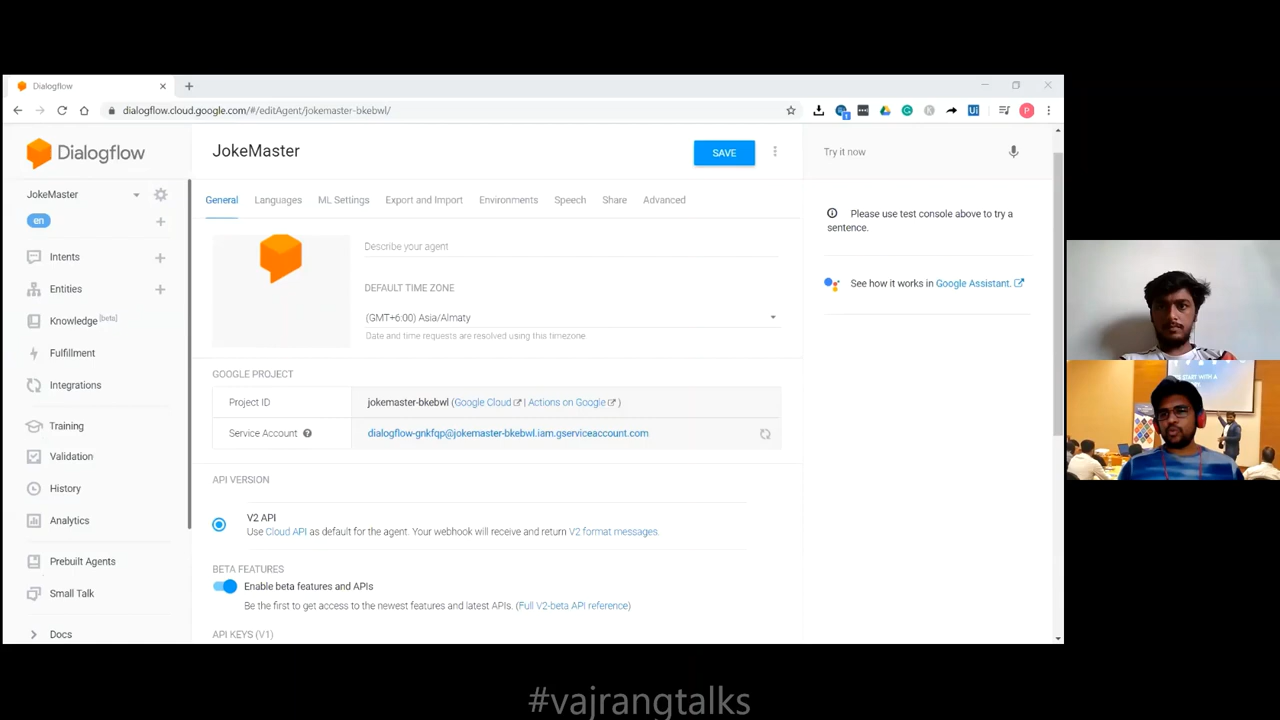 Dialogflow
dialogflow.cloud.google.com/#/editAgent/jokemaster-bkebwl/
Ui
P
1
Dialogflow
JokeMaster
en
Intents
Entities
Knowledge [beta]
Fulfillment
Integrations
Training
Validation
History
Analytics
Prebuilt Agents
Small Talk
Docs
JokeMaster
SAVE
General Languages ML Settings Export and Import Environments Speech Share Advanced
Describe your agent
DEFAULT TIME ZONE
(GMT+6:00) Asia/Almaty
Date and time requests are resolved using this timezone
GOOGLE PROJECT
Project ID
jokemaster-bkebwl (Google Cloud | Actions on Google )
Service Account
dialogflow-gnkfqp@jokemaster-bkebwl.iam.gserviceaccount.com
API VERSION
V2 API
Use Cloud API as default for the agent. Your webhook will receive and return V2 format messages.
BETA FEATURES
Enable beta features and APIs
Be the first to get access to the newest features and latest APIs. (Full V2-beta API reference)
API KEYS (V1)
Try it now
Please use test console above to try a
sentence.
See how it works in Google Assistant.
START WITH A
#vajrangtalks